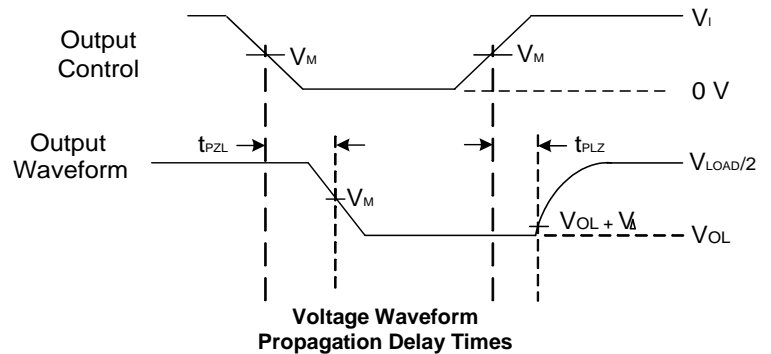 Output
Control
VM
VM
VI
0 V
Output
Waveform
tPZL
tPLZ
VM
VLOAD/2
VOL + VΔ
VOL
Voltage Waveform
Propagation Delay Times